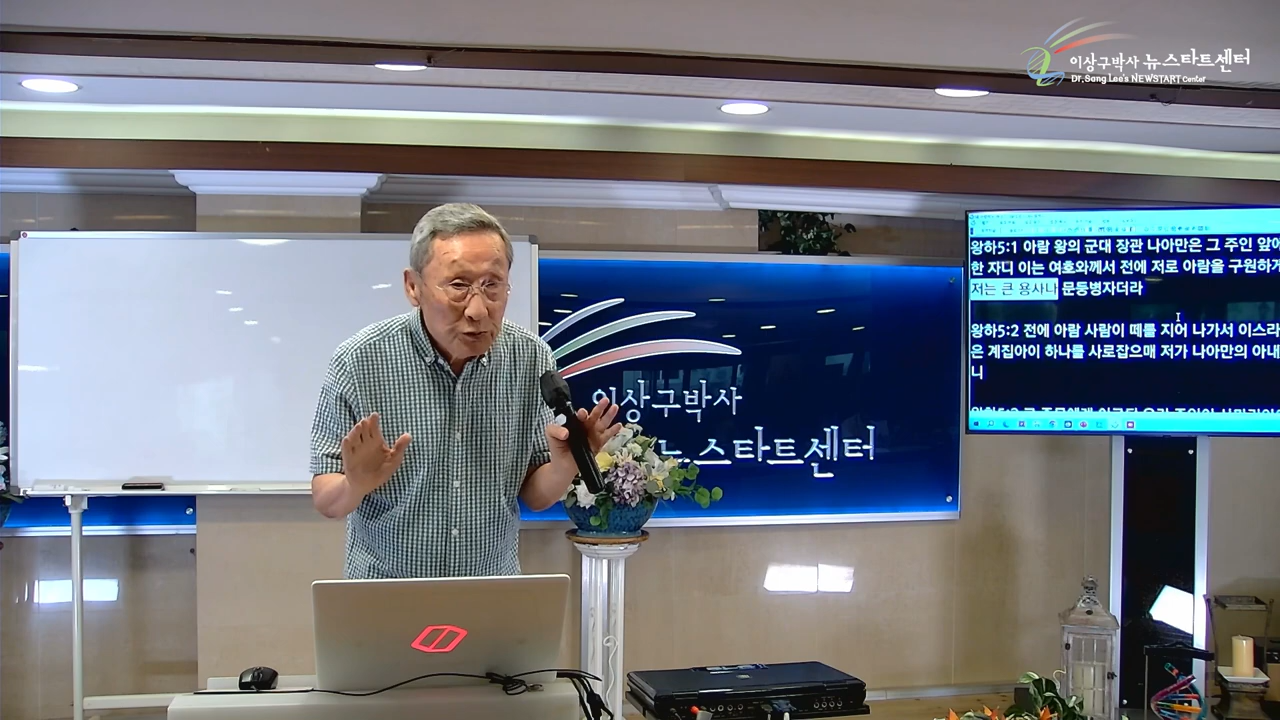 이상구박사 뉴스타트센터
Dr. Sang Lee's NEWSTART Center
왕하5:1 아람 왕의 군대 장관 나아만은 그 주인 앞에
한 자니 이는 여호와께서 전에 저로 아람을 구원하게
저는 큰 용사나 문둥병자더라
왕하5:2 전에 아람 사람이 떼를 지어 나가서 이스라
은 계집아이 하나를 사로잡으매 저가 나아만의 아내
니
이상구박사
뉴스타트센터